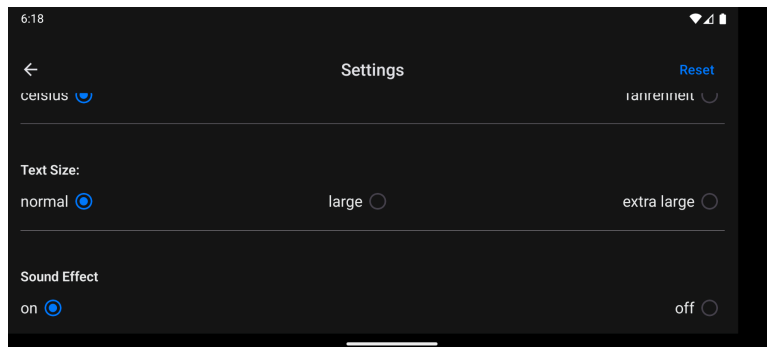 6:18
Settings
Reset
celsius
fahrenheit
Text Size:
normal
large
extra large
Sound Effect
on
off